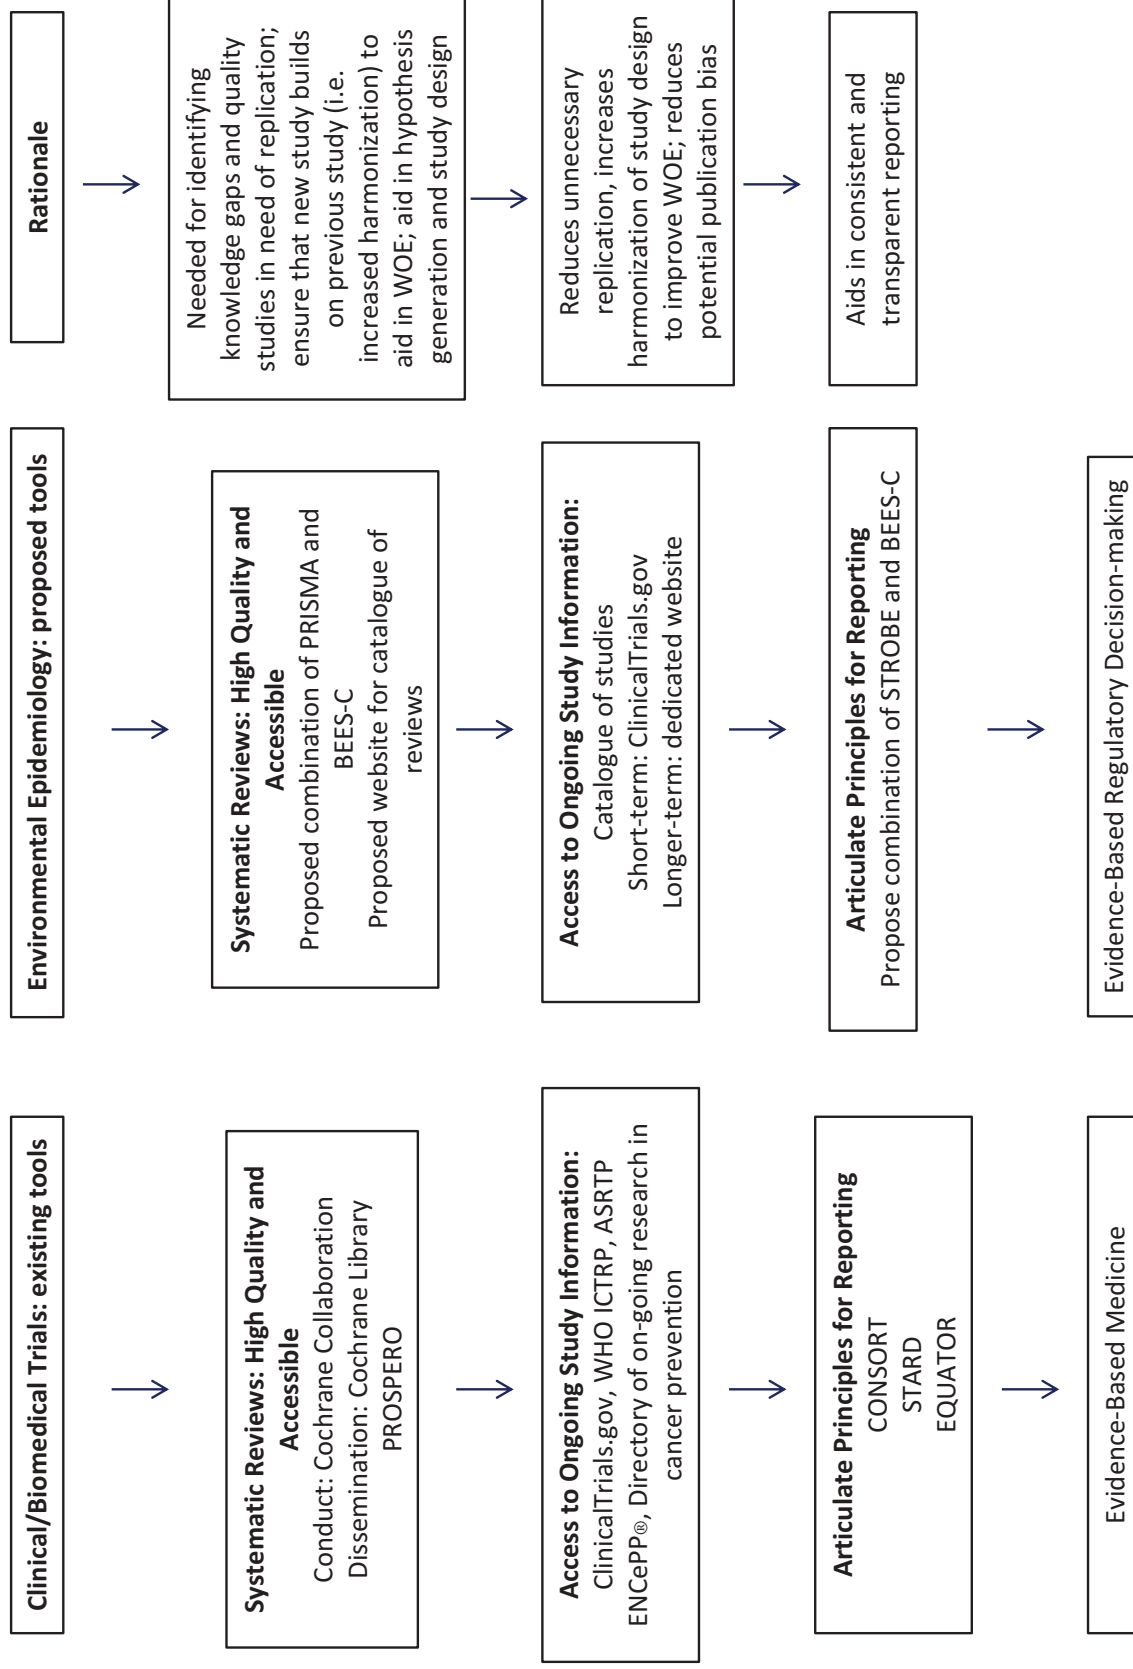 Clinical/Biomedical Trials: existing tools
Systematic Reviews: High Quality and
Accessible
Conduct: Cochrane Collaboration
Dissemination: Cochrane Library
PROSPERO
Access to Ongoing Study Information:
ClinicalTrials.gov, WHO ICTRP, ASRTP
ENCePP®, Directory of on-going research in
cancer prevention
Articulate Principles for Reporting
CONSORT
STARD
EQUATOR
Evidence-Based Medicine
Environmental Epidemiology: proposed tools
Systematic Reviews: High Quality and
Accessible
Proposed combination of PRISMA and
BEES-C
Proposed website for catalogue of
reviews
Access to Ongoing Study Information:
Catalogue of studies
Short-term: ClinicalTrials.gov
Longer-term: dedicated website
Articulate Principles for Reporting
Propose combination of STROBE and BEES-C
Evidence-Based Regulatory Decision-making
Rationale
Needed for identifying
knowledge gaps and quality
studies in need of replication;
ensure that new study builds
on previous study (i.e.
increased harmonization) to
aid in WOE; aid in hypothesis
generation and study design
Reduces unnecessary
replication, increases
harmonization of study design
to improve WOE; reduces
potential publication bias
Aids in consistent and
transparent reporting